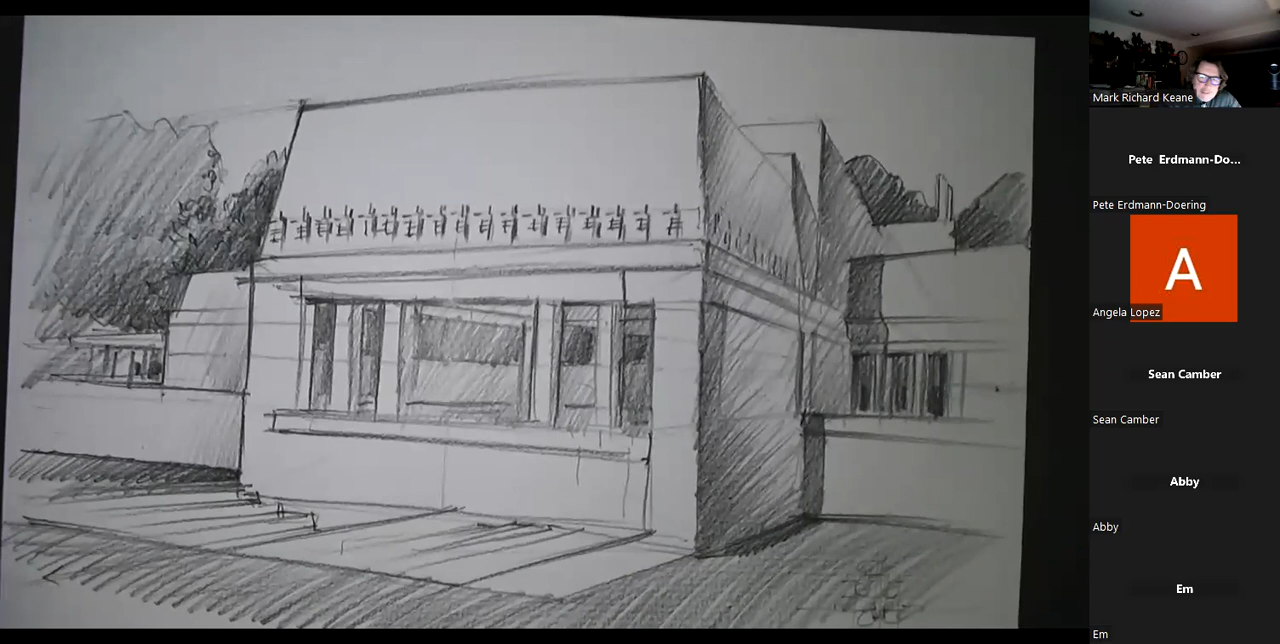 Mark Richard Keane
Pete Erdmann-Do...
Pete Erdmann-Doering
A
Angela Lopez
Sean Camber
Sean Camber
Abby
Abby
Em
Em